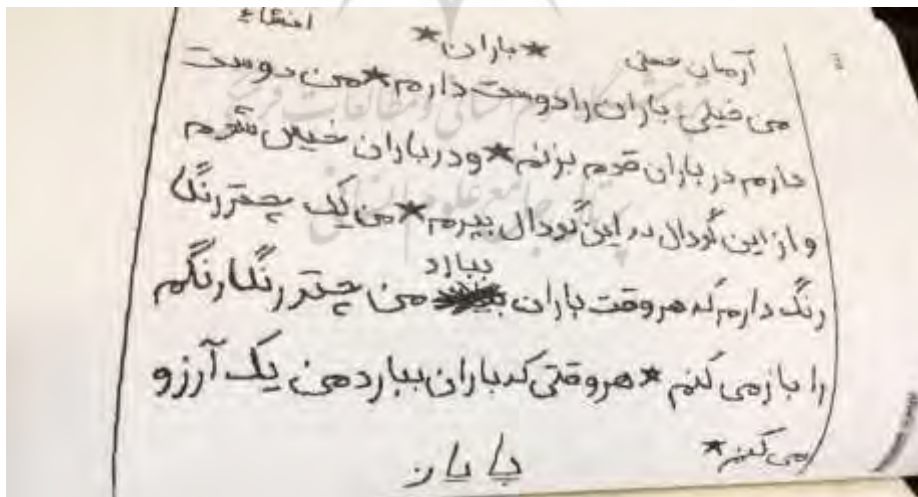 انشاء
*باران*
آرمان
من خیلی باران را دوست دارم * من دوست
دارم در باران قدم بزنم * و در باران خیس شوم
و از این گودال در این گودال بپرم * من یک چتر رنگا
رنگ دارم که هر وقت باران ببارد من چتر رنگارنگم
را باز می کنم * هر وقتی که باران ببارد من یک آرزو
می کنم *
پایان